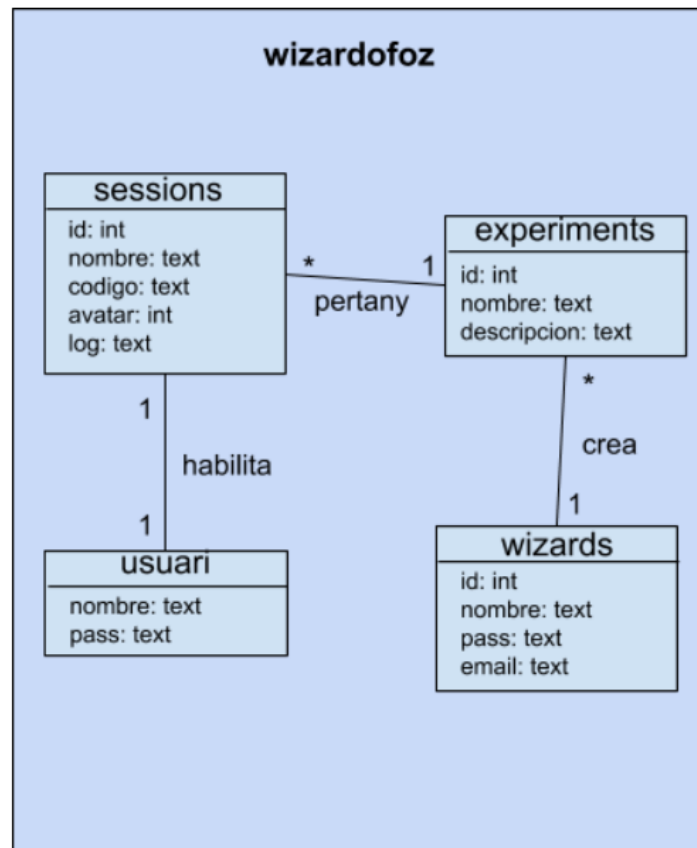 wizardofoz
sessions
id: int
nombre: text
codigo: text
avatar: int
log: text
*
1
pertany
experiments
id: int
nombre: text
descripcion: text
1
habilita
1
*
crea
1
usuari
nombre: text
pass: text
wizards
id: int
nombre: text
pass: text
email: text